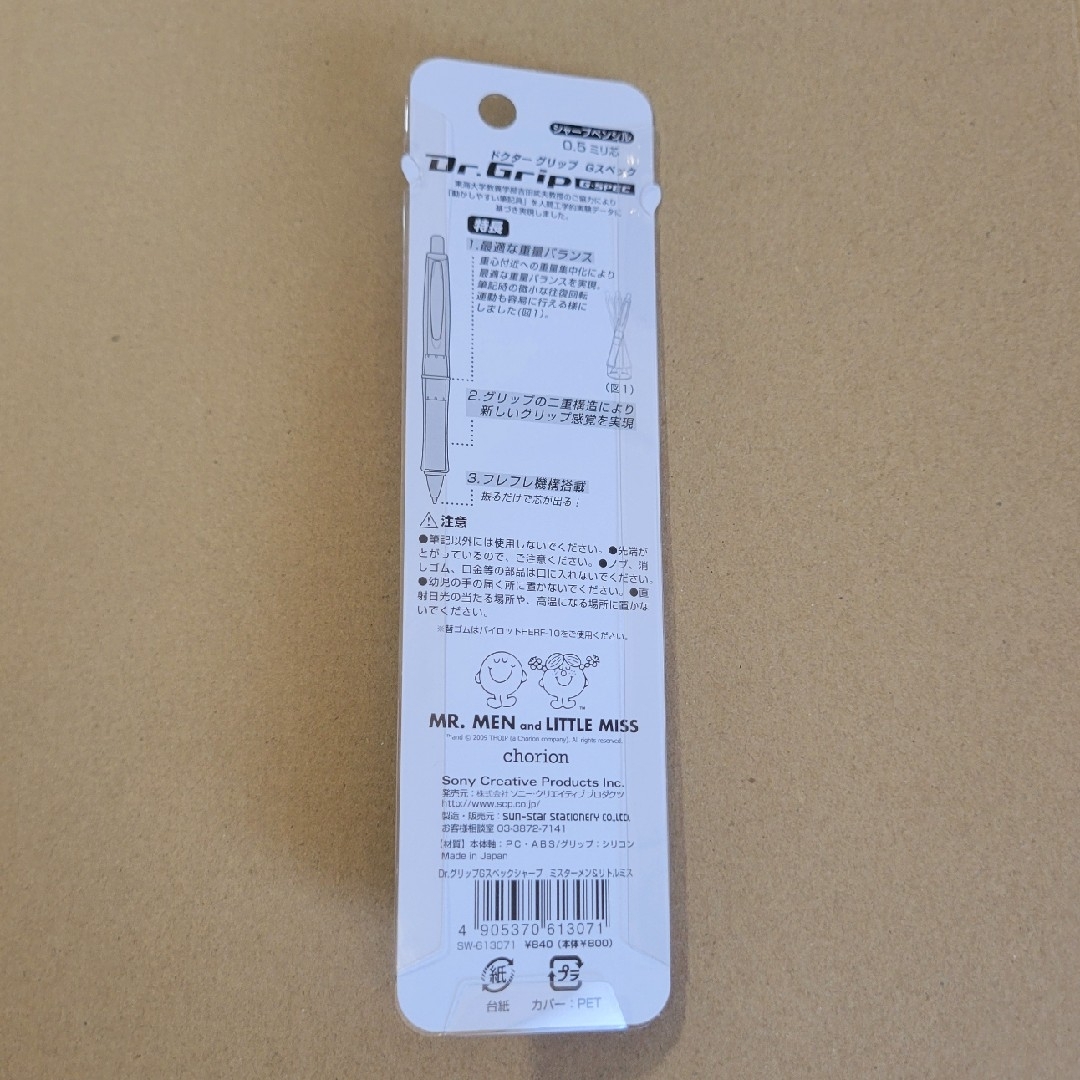 シャープペンシル
0.5ミリ芯
ドクター グリップ Gスペック
Dr.Grip G-SPEC
東海大学教養学部吉田武夫教授のご協力により
「動かしやすい筆記具」を人間工学的実験データに
基づき実現しました。
特長
1.最適な重量バランス
重心付近への重量集中化により
最適な重量バランスを実現。
筆記時の微小な往復回転
運動も容易に行える様に
しました(図1)。
(図1)
2.グリップの二重構造により
新しいグリップ感覚を実現
3.フレフレ機構搭載
振るだけで芯が出る!
注意
●筆記以外には使用しないでください。●先端が
とがっているので、ご注意ください。●ノブ、消
しゴム、口金等の部品は口に入れないでください。
●幼児の手の届く所に置かないでください。●直
射日光の当たる場所や、高温になる場所に置かな
いでください。
※替ゴムはパイロットHERF-10をご使用ください。
MR. MEN and LITTLE MISS
™and © 2005 THOIP (a Chorion company). All rights reserved.
chorion
Sony Creative Products Inc.
発売元：株式会社ソニー・クリエイティブプロダクツ
http://www.scp.co.jp/
製造・販売元：sun-star stationery co.,LTD.
お客様相談室 03-3872-7141
【材質】本体軸：PC・ABS/グリップ：シリコン
Made in Japan
Dr.グリップGスペックシャープ ミスターメン&リトルミス
4 905370 613071
SW-613071 ¥840（本体¥800）
紙 プラ
台紙 カバー：PET